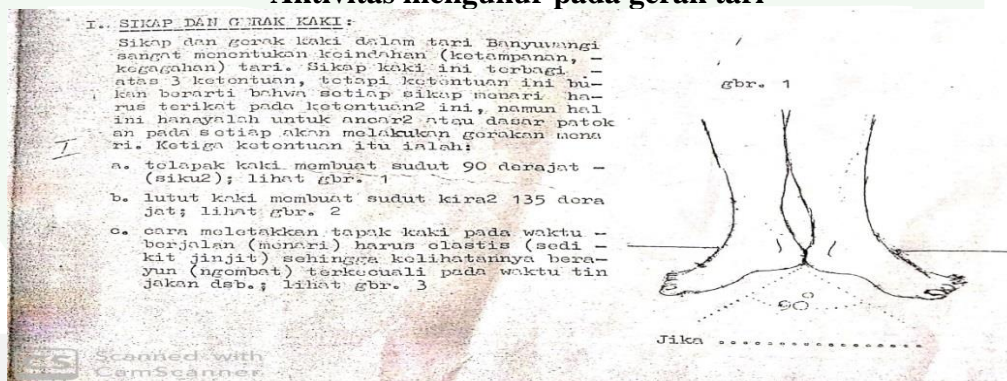 Aktivitas mengukur pada gerak tari
I. SIKAP DAN GERAK KAKI:
Sikap dan gerak kaki dalam tari Banyuwangi
sangat menentukan keindahan (ketampanan, -
kegagahan) tari. Sikap kaki ini terbagi -
atas 3 ketentuan, tetapi ketentuan ini bu-
kan berarti bahwa setiap sikap menari ha-
rus terikat pada ketentuan2 ini, namun hal
ini hanayalah untuk ancar2 atau dasar patok
an pada setiap akan melakukan gerakan mena
ri. Ketiga ketentuan itu ialah:
I
a. telapak kaki membuat sudut 90 derajat -
(siku2); lihat gbr. 1
b. lutut kaki membuat sudut kira2 135 dera
jat; lihat gbr. 2
c. cara meletakkan tapak kaki pada waktu -
berjalan (menari) harus elastis (sedi -
kit jinjit) sehingga kelihatannya bera-
yun (ngembat) terkecuali pada waktu tin
jakan dsb.; lihat gbr. 3
gbr. 1
90°
Jika ..................
CS
Scanned with
CamScanner